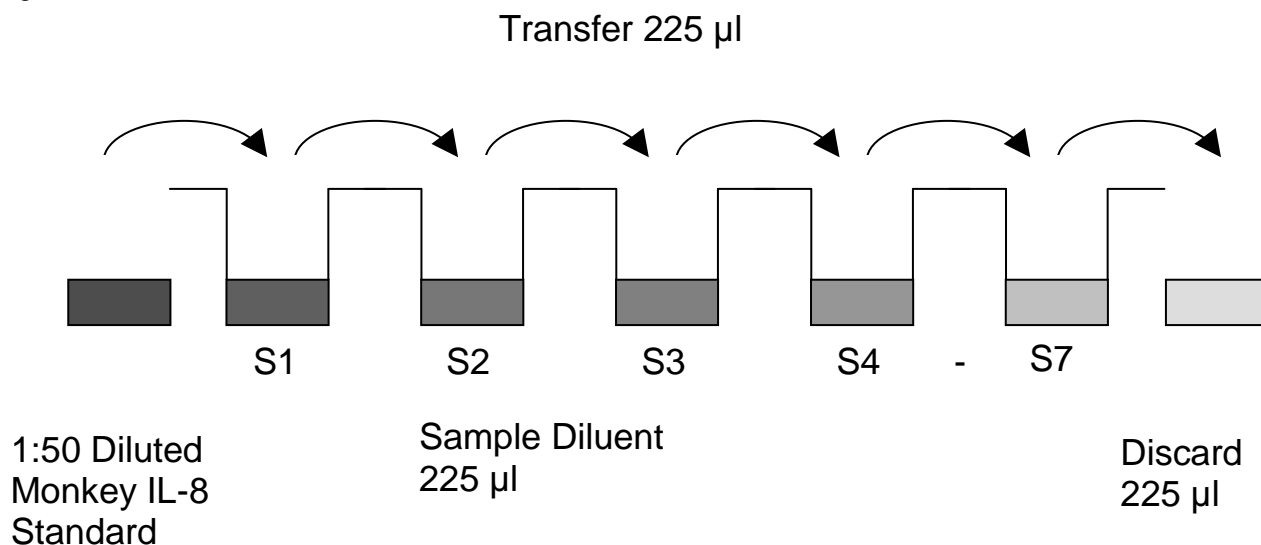 Transfer 225 µl
S1 S2 S3 S4 - S7
1:50 Diluted
Monkey IL-8
Standard
Sample Diluent
225 µl
Discard
225 µl